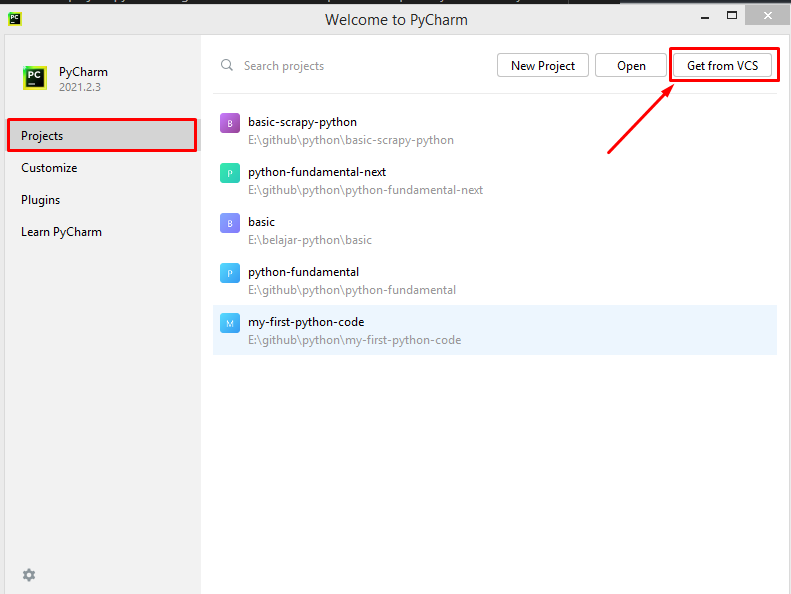 Welcome to PyCharm
PC
PyCharm
2021.2.3
Projects
Customize
Plugins
Learn PyCharm
Search projects
New Project
Open
Get from VCS
B
basic-scrapy-python
E:\github\python\basic-scrapy-python
P
python-fundamental-next
E:\github\python\python-fundamental-next
B
basic
E:\belajar-python\basic
P
python-fundamental
E:\github\python\python-fundamental
M
my-first-python-code
E:\github\python\my-first-python-code